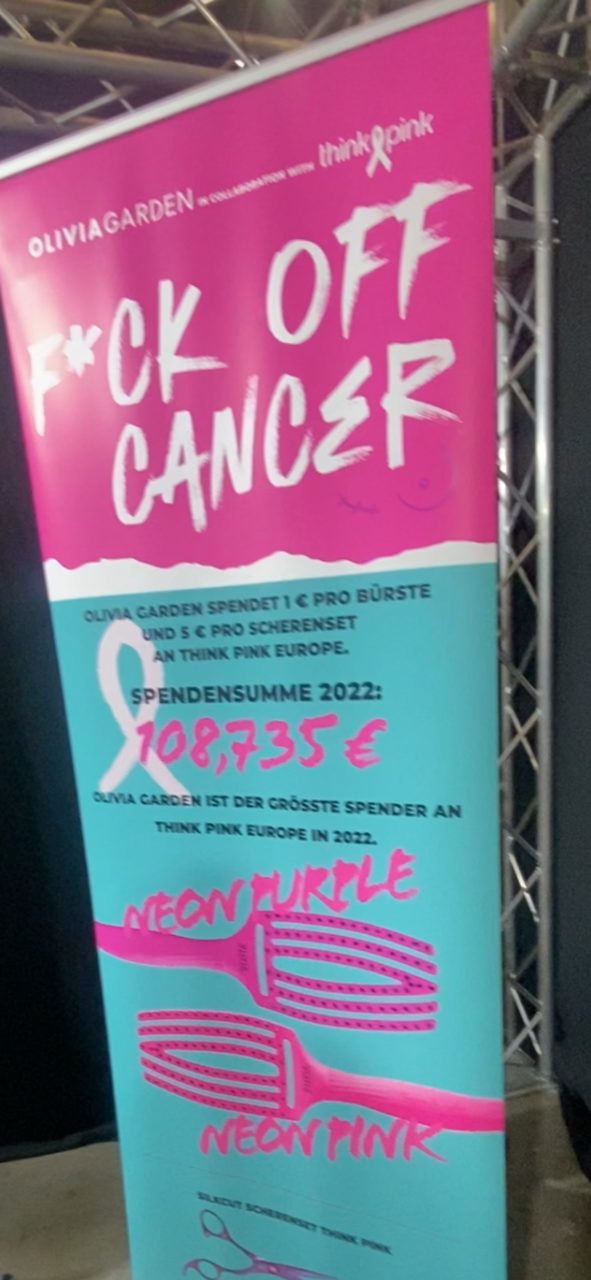 OLIVIA GARDEN IN COLLABORATION WITH think pink
F*CK OFF
CANCER
OLIVIA GARDEN SPENDET 1 € PRO BÜRSTE
UND 5 € PRO SCHERENSET
AN THINK PINK EUROPE.
SPENDENSUMME 2022:
108,735 €
OLIVIA GARDEN IST DER GRÖSSTE SPENDER AN
THINK PINK EUROPE IN 2022.
NEON PURPLE
NEON PINK
SILKCUT SCHERENSET THINK PINK